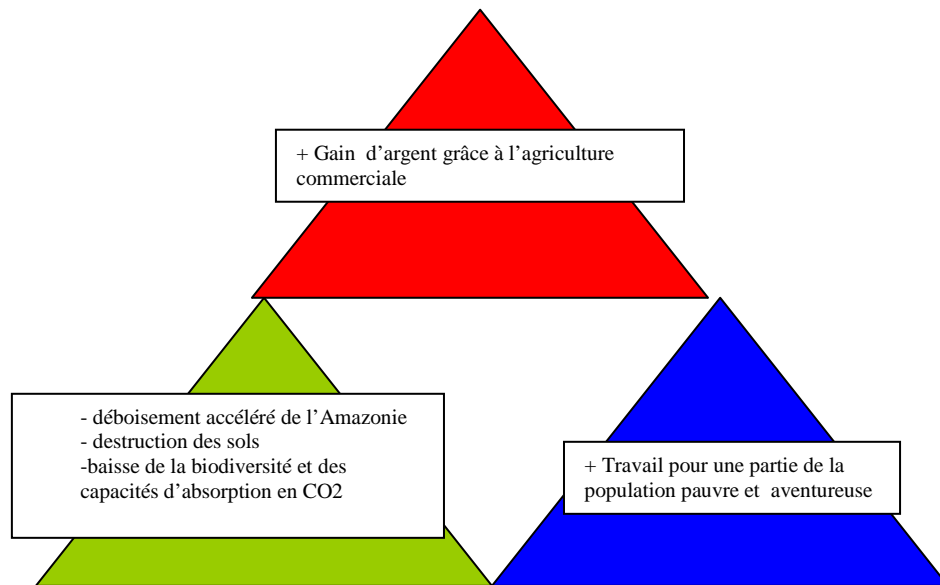 + Gain  d’argent grâce à l’agriculture
commerciale
- déboisement accéléré de l’Amazonie
- destruction des sols
-baisse de la biodiversité et des
capacités d’absorption en CO2
+ Travail pour une partie de la
population pauvre et  aventureuse